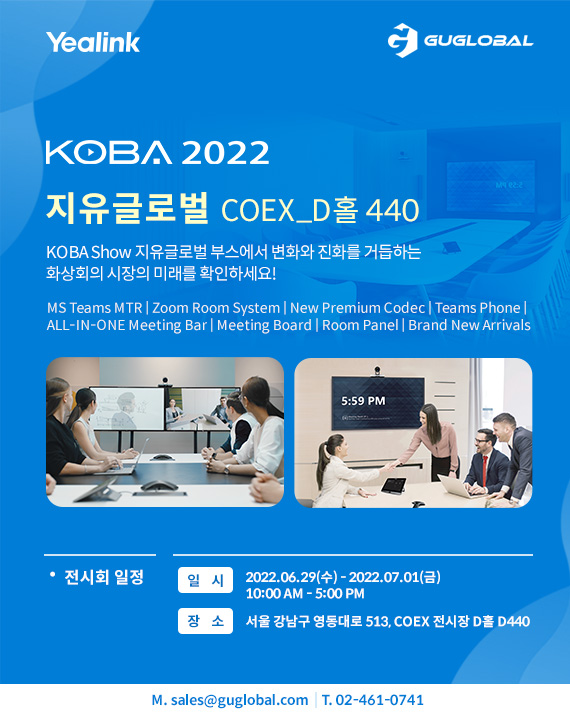 Yealink
GUGLOBAL
KOBA 2022
지유글로벌 COEX_D홀 440
KOBA Show 지유글로벌 부스에서 변화와 진화를 거듭하는
화상회의 시장의 미래를 확인하세요!
MS Teams MTR | Zoom Room System | New Premium Codec | Teams Phone |
ALL-IN-ONE Meeting Bar | Meeting Board | Room Panel | Brand New Arrivals
5:59 PM
• 전시회 일정
일 시
2022.06.29(수) - 2022.07.01(금)
10:00 AM - 5:00 PM
장 소
서울 강남구 영동대로 513, COEX 전시장 D홀 D440
M. sales@guglobal.com | T. 02-461-0741